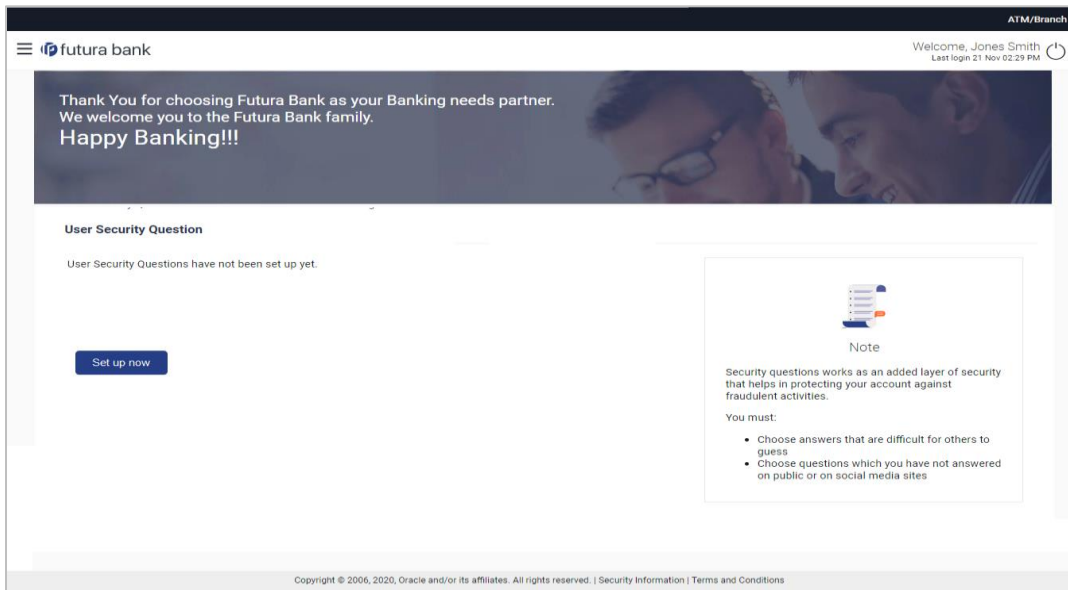 ATM/Branch
futura bank
Welcome, Jones Smith
Last login 21 Nov 02:29 PM
Thank You for choosing Futura Bank as your Banking needs partner.
We welcome you to the Futura Bank family.
Happy Banking!!!
User Security Question
User Security Questions have not been set up yet.
Set up now
Note
Security questions works as an added layer of security
that helps in protecting your account against
fraudulent activities.
You must:
• Choose answers that are difficult for others to
guess
• Choose questions which you have not answered
on public or on social media sites
Copyright © 2006, 2020, Oracle and/or its affiliates. All rights reserved. | Security Information | Terms and Conditions